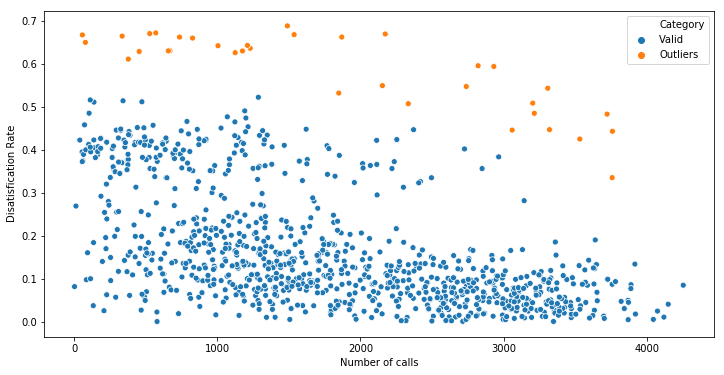 Category
Valid
Outliers
0.7
0.6
0.5
0.4
0.3
0.2
0.1
0.0
Disatisfication Rate
0
1000
2000
3000
4000
Number of calls